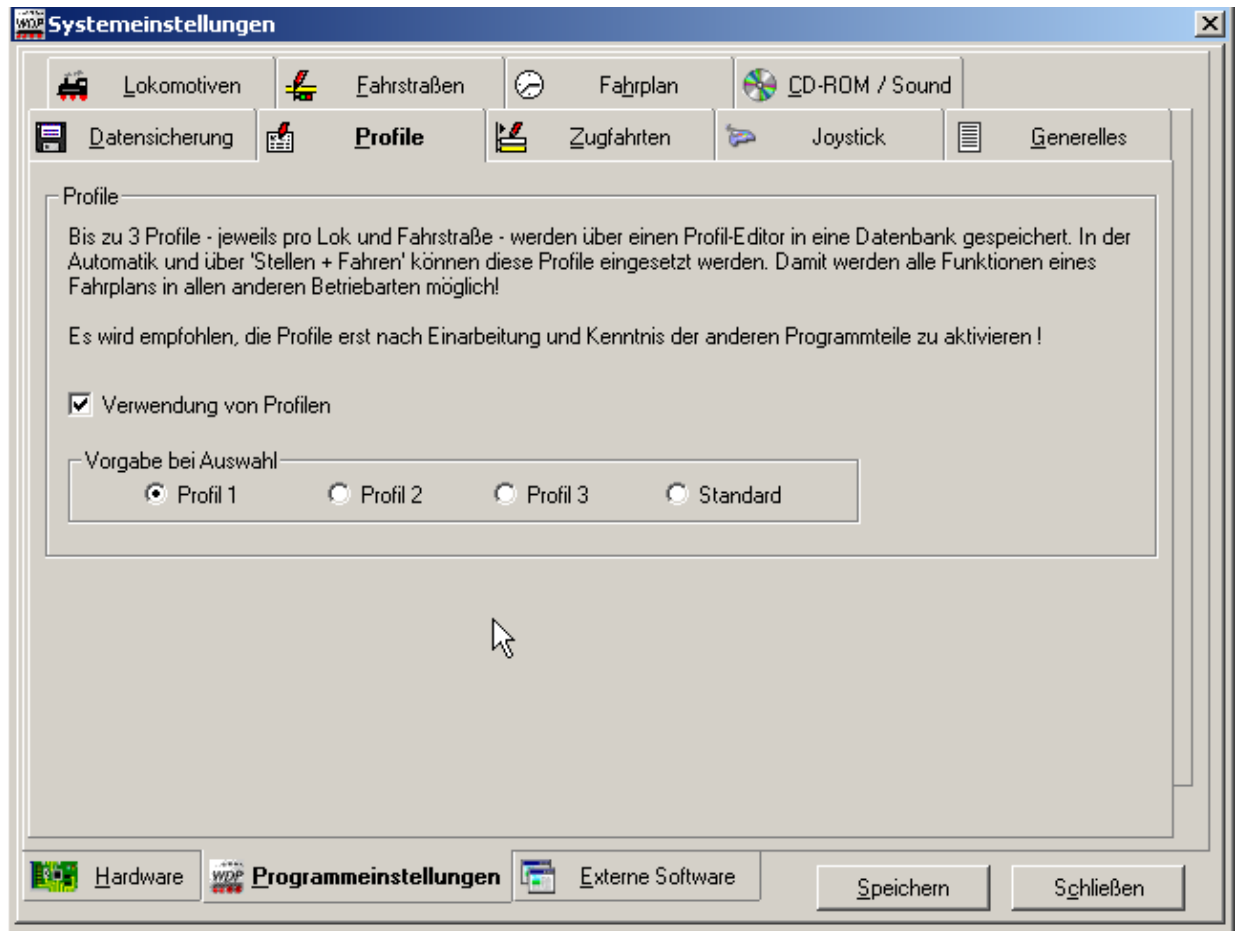 WDP Systemeinstellungen
Lokomotiven Fahrstraßen Fahrplan CD-ROM / Sound
Datensicherung Profile Zugfahrten Joystick Generelles
Profile
Bis zu 3 Profile - jeweils pro Lok und Fahrstraße - werden über einen Profil-Editor in eine Datenbank gespeichert. In der
Automatik und über 'Stellen + Fahren' können diese Profile eingesetzt werden. Damit werden alle Funktionen eines
Fahrplans in allen anderen Betriebarten möglich!
Es wird empfohlen, die Profile erst nach Einarbeitung und Kenntnis der anderen Programmteile zu aktivieren !
Verwendung von Profilen
Vorgabe bei Auswahl
Profil 1 Profil 2 Profil 3 Standard
Hardware WDP Programmeinstellungen Externe Software
Speichern Schließen